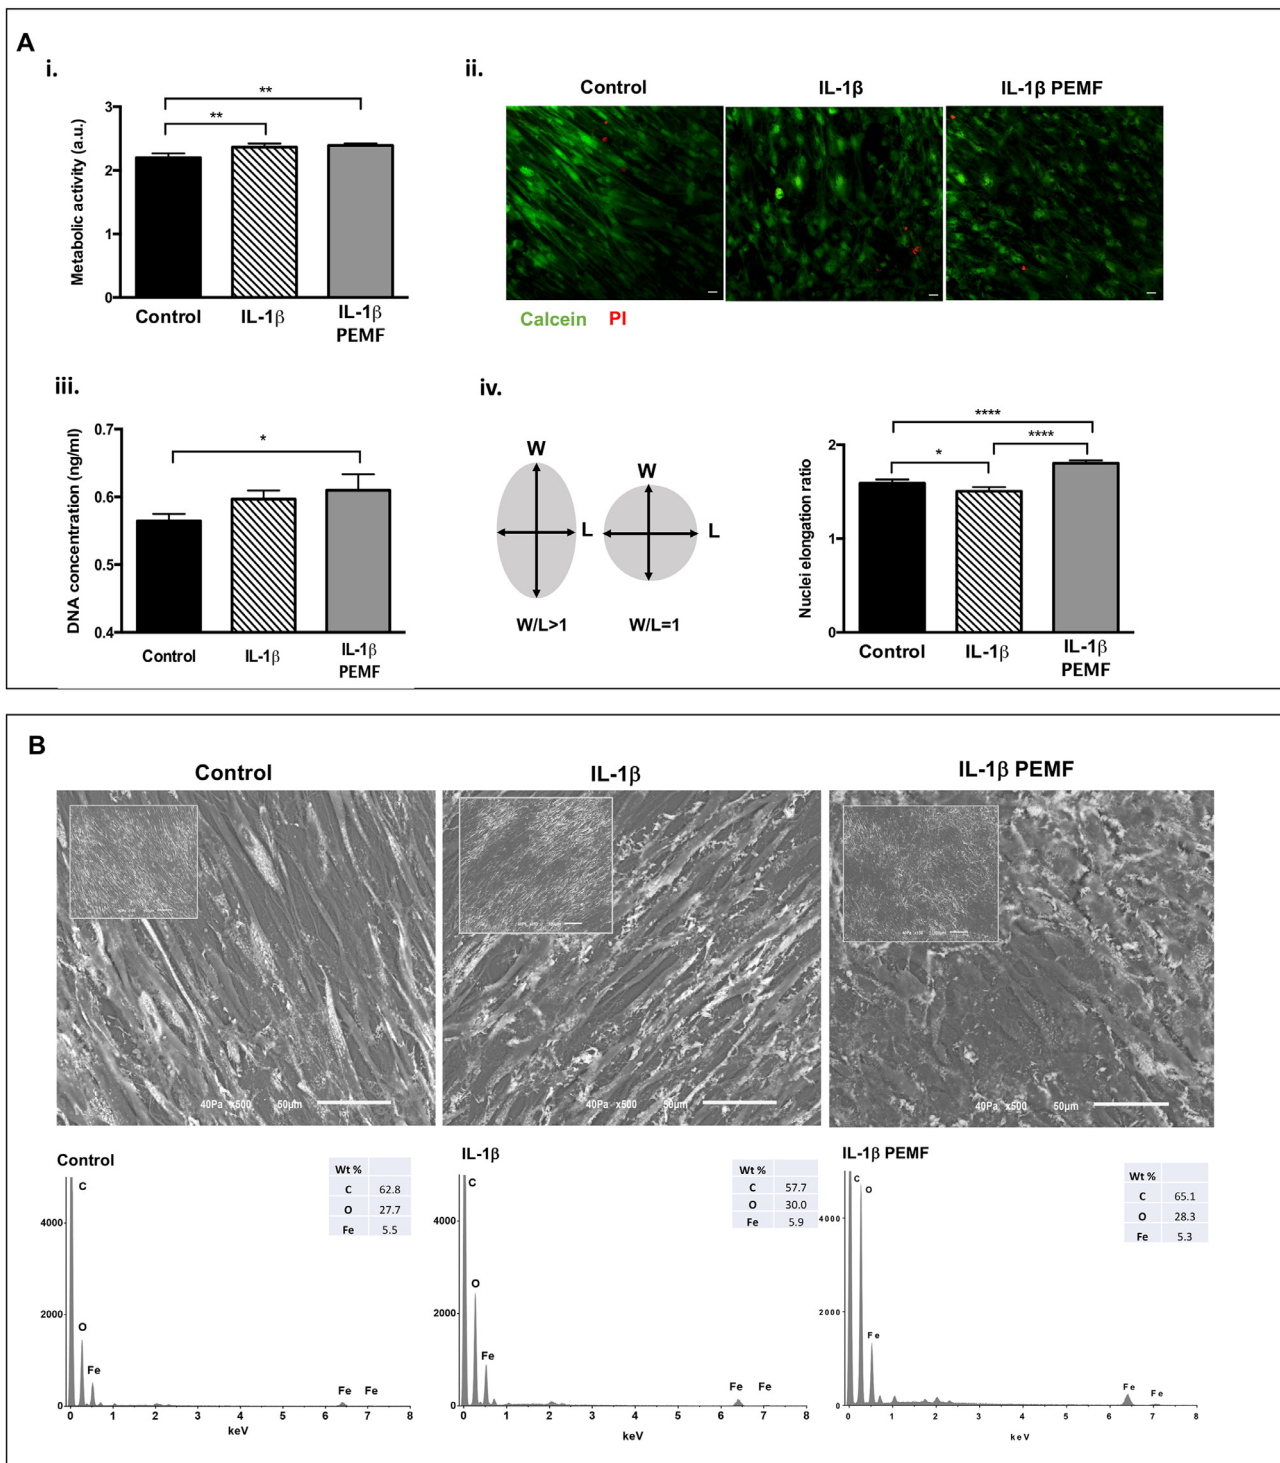 A
i.
Metabolic activity (a.u.)
3
2
1
0
**
**
Control
IL-1β
IL-1β
PEMF
ii.
Control
IL-1β
IL-1β PEMF
Calcein PI
iii.
DNA concentration (ng/ml)
0.7
0.6
0.5
0.4
*
Control
IL-1β
IL-1β
PEMF
iv.
W
L
W/L>1
W
L
W/L=1
Nuclei elongation ratio
2
1
0
****
****
*
Control
IL-1β
IL-1β
PEMF
B
Control
IL-1β
IL-1β PEMF
40Pa x500 50µm
40Pa x500 50µm
40Pa x500 50µm
Control
Wt %
C 62.8
O 27.7
Fe 5.5
4000
2000
0
C
O
Fe
Fe Fe
0 1 2 3 4 5 6 7 8
keV
IL-1β
Wt %
C 57.7
O 30.0
Fe 5.9
4000
2000
0
C
O
Fe
Fe Fe
0 1 2 3 4 5 6 7 8
keV
IL-1β PEMF
Wt %
C 65.1
O 28.3
Fe 5.3
4000
2000
0
C
O
Fe
Fe Fe
0 1 2 3 4 5 6 7 8
keV